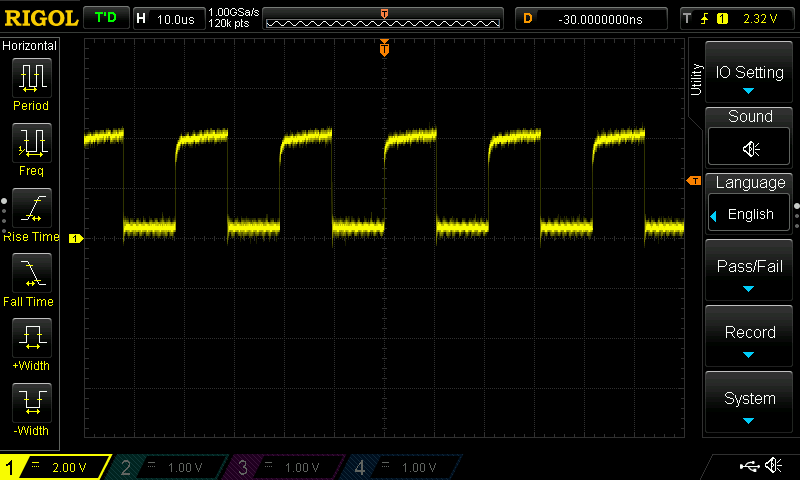 RIGOL T'D H 10.0us 1.00GSa/s 120k pts T D -30.0000000ns T 1 2.32 V
Horizontal
Period
Freq
Rise Time
Fall Time
+Width
-Width
T
T
1
Utility
IO Setting
Sound
Language
English
Pass/Fail
Record
System
1 2.00 V 2 1.00 V 3 1.00 V 4 1.00 V